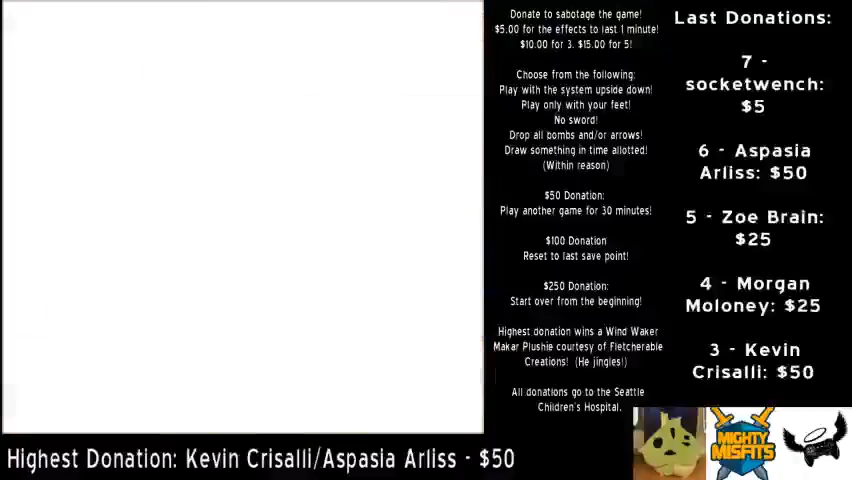 Donate to sabotage the game!
$5.00 for the effects to last 1 minute!
$10.00 for 3. $15.00 for 5!
Choose from the following:
Play with the system upside down!
Play only with your feet!
No sword!
Drop all bombs and/or arrows!
Draw something in time allotted!
(Within reason)
$50 Donation:
Play another game for 30 minutes!
$100 Donation
Reset to last save point!
$250 Donation:
Start over from the beginning!
Highest donation wins a Wind Waker
Makar Plushie courtesy of Fletcherable
Creations! (He jingles!)
All donations go to the Seattle
Children's Hospital.
Last Donations:
7 -
socketwench:
$5
6 - Aspasia
Arliss: $50
5 - Zoe Brain:
$25
4 - Morgan
Moloney: $25
3 - Kevin
Crisalli: $50
MIGHTY
MISFITS
Highest Donation: Kevin Crisalli/Aspasia Arliss - $50